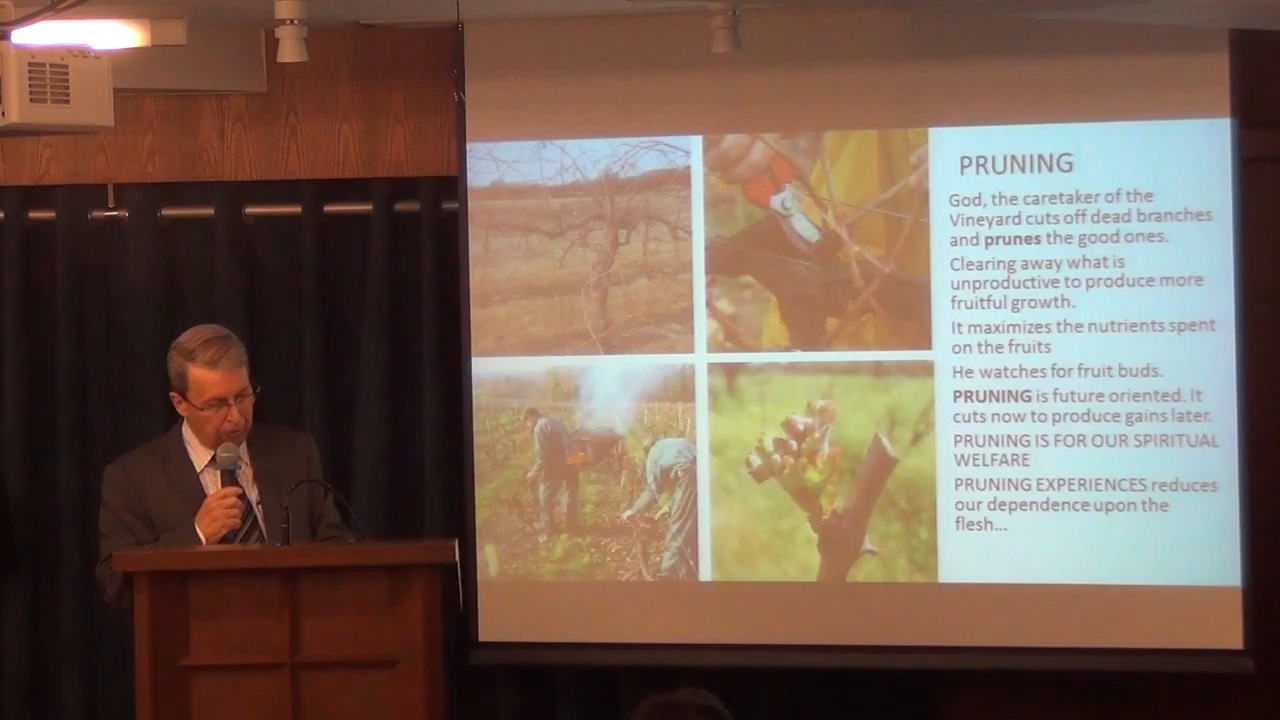 PRUNING
God, the caretaker of the
Vineyard cuts off dead branches
and prunes the good ones.
Clearing away what is
unproductive to produce more
fruitful growth.
It maximizes the nutrients spent
on the fruits
He watches for fruit buds.
PRUNING is future oriented. It
cuts now to produce gains later.
PRUNING IS FOR OUR SPIRITUAL
WELFARE
PRUNING EXPERIENCES reduces
our dependence upon the
flesh...